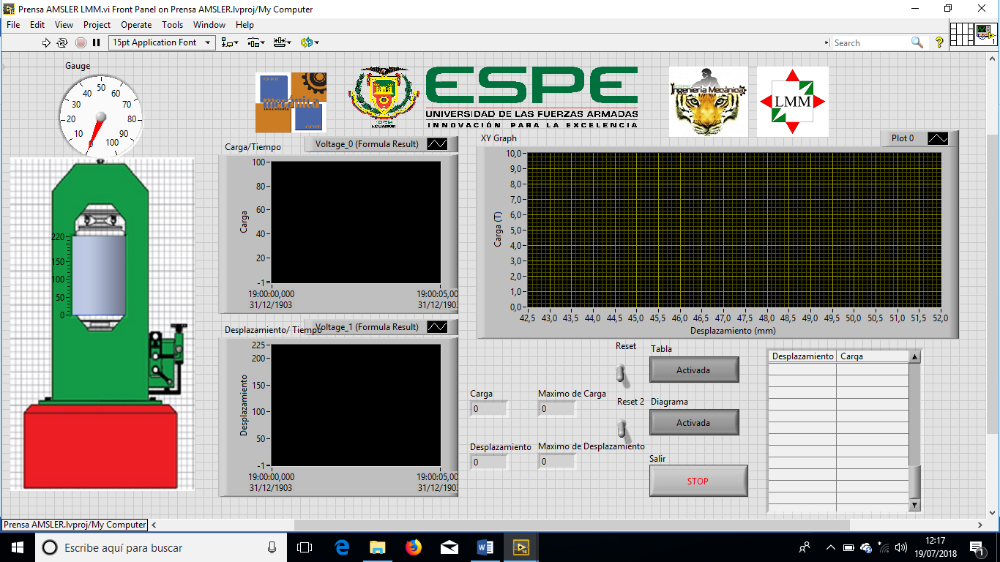 Prensa AMSLER LMM.vi Front Panel on Prensa AMSLER.lvproj/My Computer
File Edit View Project Operate Tools Window Help
15pt Application Font
Search
1
Gauge
0 10 20 30 40 50 60 70 80 90 100
mecánica
ECUADOR
ESPE
UNIVERSIDAD DE LAS FUERZAS ARMADAS
INNOVACIÓN PARA LA EXCELENCIA
Ingeniería Mecánica
LMM
220
150
100
50
0
Carga/Tiempo
Voltage_0 (Formula Result)
Carga
100
80
60
40
20
-1
19:00:00,000 19:00:05,00
31/12/1903 31/12/190
Desplazamiento/ Tiempo
Voltage_1 (Formula Result)
Desplazamiento
225
200
150
100
50
-1
19:00:00,000 19:00:05,00
31/12/1903 31/12/190
XY Graph
Plot 0
Carga (T)
10,0
9,0
8,0
7,0
6,0
5,0
4,0
3,0
2,0
1,0
0,0
42,5 43,0 43,5 44,0 44,5 45,0 45,5 46,0 46,5 47,0 47,5 48,0 48,5 49,0 49,5 50,0 50,5 51,0 51,5 52,0
Desplazamiento (mm)
Carga
0
Maximo de Carga
0
Desplazamiento
0
Maximo de Desplazamiento
0
Reset
Reset 2
Tabla
Activada
Diagrama
Activada
Salir
STOP
Desplazamiento Carga
Prensa AMSLER.lvproj/My Computer
Escribe aquí para buscar
12:17
19/07/2018
1